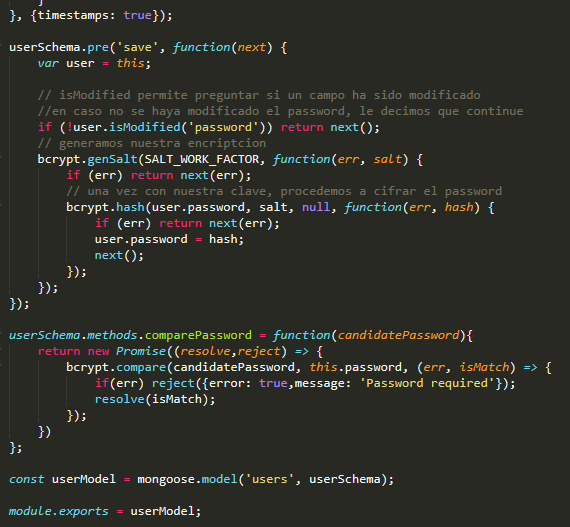 }
}, {timestamps: true});
userSchema.pre('save', function(next) {
var user = this;
// isModified permite preguntar si un campo ha sido modificado
//en caso no se haya modificado el password, le decimos que continue
if (!user.isModified('password')) return next();
// generamos nuestra encriptcion
bcrypt.genSalt(SALT_WORK_FACTOR, function(err, salt) {
if (err) return next(err);
// una vez con nuestra clave, procedemos a cifrar el password
bcrypt.hash(user.password, salt, null, function(err, hash) {
if (err) return next(err);
user.password = hash;
next();
});
});
});
userSchema.methods.comparePassword = function(candidatePassword){
return new Promise((resolve,reject) => {
bcrypt.compare(candidatePassword, this.password, (err, isMatch) => {
if(err) reject({error: true,message: 'Password required'});
resolve(isMatch);
});
})
};
const userModel = mongoose.model('users', userSchema);
module.exports = userModel;